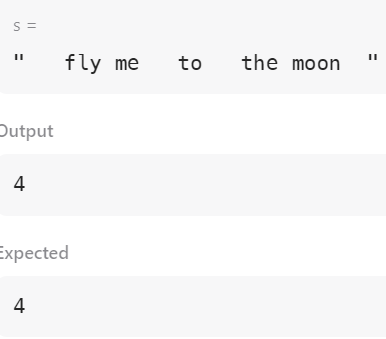 s =
"   fly me   to   the moon  "
Output
4
Expected
4